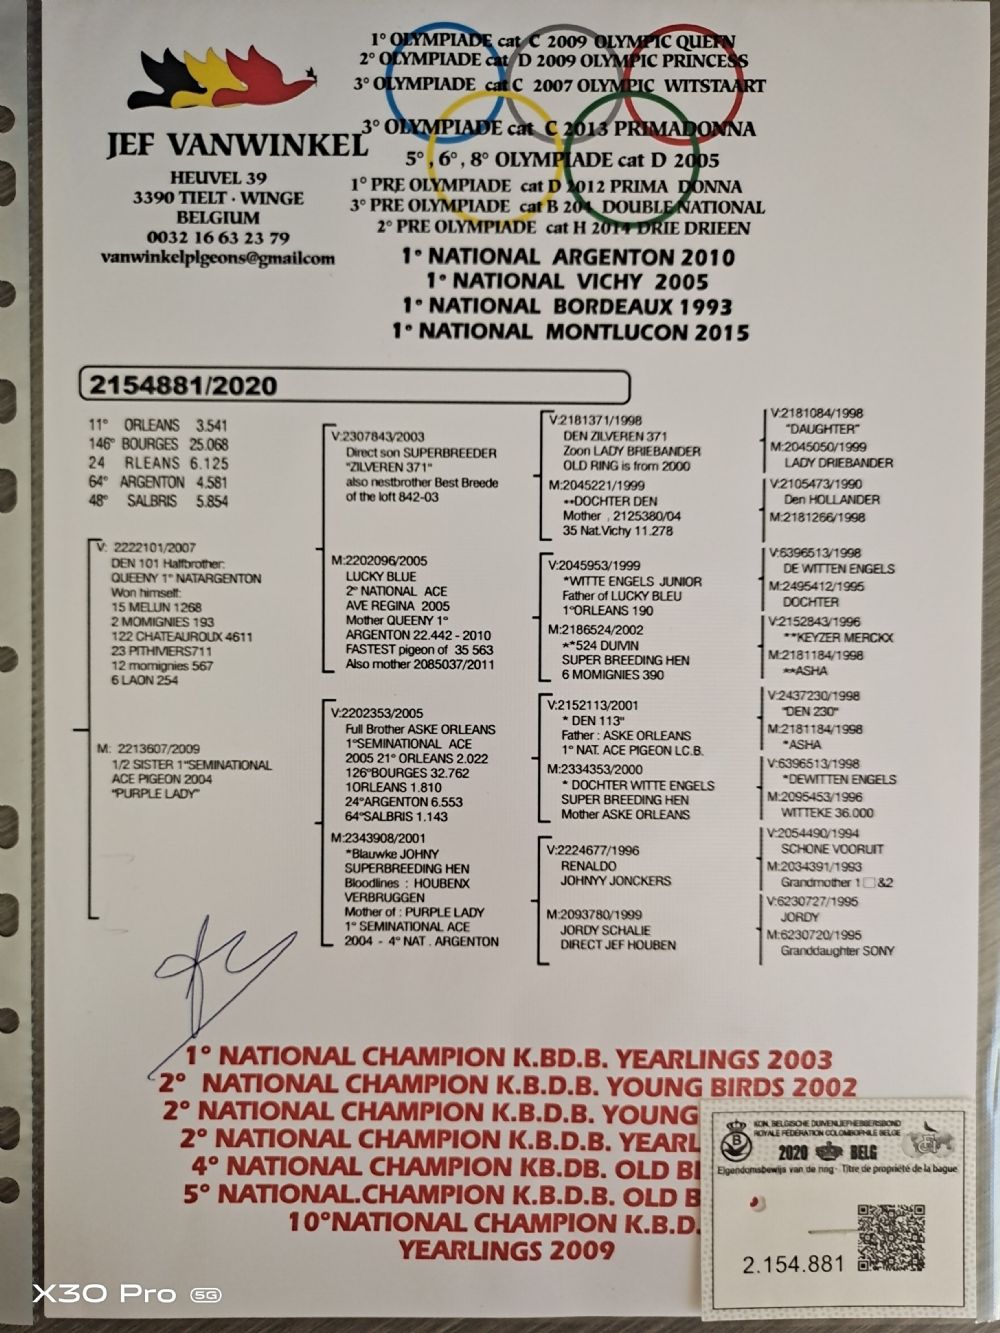 1° OLYMPIADE cat C 2009 OLYMPIC QUEFN
2° OLYMPIADE cat D 2009 OLYMPIC PRINCESS
3° OLYMPIADE cat C 2007 OLYMPIC WITSTAART
3° OLYMPIADE cat C 2013 PRIMADONNA
5°, 6°, 8° OLYMPIADE cat D 2005
1° PRE OLYMPIADE cat D 2012 PRIMA DONNA
3° PRE OLYMPIADE cat B 204 DOUBLE NATIONAL
2° PRE OLYMPIADE cat H 2014 DRIE DRIEEN
1° NATIONAL ARGENTON 2010
1° NATIONAL VICHY 2005
1° NATIONAL BORDEAUX 1993
1° NATIONAL MONTLUCON 2015
JEF VANWINKEL
HEUVEL 39
3390 TIELT · WINGE
BELGIUM
0032 16 63 23 79
vanwinkelplgeons@gmailcom
2154881/2020
11° ORLEANS 3.541
146° BOURGES 25.068
24 RLEANS 6.125
64° ARGENTON 4.581
48° SALBRIS 5.854
V: 2222101/2007
DEN 101 Halfbrother:
QUEENY 1° NATARGENTON
Won himself:
15 MELUN 1268
2 MOMIGNIES 193
122 CHATEAUROUX 4611
23 PITHMIERS711
12 momignies 567
6 LAON 254
M: 2213607/2009
1/2 SISTER 1°SEMINATIONAL
ACE PIGEON 2004
"PURPLE LADY"
V:2307843/2003
Direct son SUPERBREEDER
"ZILVEREN 371"
also nestbrother Best Breede
of the loft 842-03
M:2202096/2005
LUCKY BLUE
2° NATIONAL ACE
AVE REGINA 2005
Mother QUEENY 1°
ARGENTON 22.442 - 2010
FASTEST pigeon of 35 563
Also mother 2085037/2011
V:2202353/2005
Full Brother ASKE ORLEANS
1°SEMINATIONAL ACE
2005 21° ORLEANS 2.022
126°BOURGES 32.762
1ORLEANS 1.810
24°ARGENTON 6.553
64°SALBRIS 1.143
M:2343908/2001
*Blauwke JOHNY
SUPERBREEDING HEN
Bloodlines : HOUBENX
VERBRUGGEN
Mother of : PURPLE LADY
1° SEMINATIONAL ACE
2004 - 4° NAT. ARGENTON
V:2181371/1998
DEN ZILVEREN 371
Zoon LADY BRIEBANDER
OLD RING is from 2000
M:2045221/1999
**DOCHTER DEN
Mother , 2125380/04
35 Nat.Vichy 11.278
V:2045953/1999
*WITTE ENGELS JUNIOR
Father of LUCKY BLEU
1°ORLEANS 190
M:2186524/2002
**524 DUIVIN
SUPER BREEDING HEN
6 MOMIGNIES 390
V:2152113/2001
* DEN 113"
Father : ASKE ORLEANS
1° NAT. ACE PIGEON I.C.B.
M:2334353/2000
* DOCHTER WITTE ENGELS
SUPER BREEDING HEN
Mother ASKE ORLEANS
V:2224677/1996
RENALDO
JOHNYY JONCKERS
M:2093780/1999
JORDY SCHALIE
DIRECT JEF HOUBEN
V:2181084/1998
"DAUGHTER"
M:2045050/1999
LADY DRIEBANDER
V:2105473/1990
Den HOLLANDER
M:2181266/1998
V:6396513/1998
DE WITTEN ENGELS
M:2495412/1995
DOCHTER
V:2152843/1996
**KEYZER MERCKX
M:2181184/1998
**ASHA
V:2437230/1998
"DEN 230"
M:2181184/1998
*ASHA
V:6396513/1998
*DEWITTEN ENGELS
M:2095453/1996
WITTEKE 36.000
V:2054490/1994
SCHONE VOORUIT
M:2034391/1993
Grandmother 1□&2
V:6230727/1995
JORDY
M:6230720/1995
Granddaughter SONY
1° NATIONAL CHAMPION K.BD.B. YEARLINGS 2003
2° NATIONAL CHAMPION K.B.D.B. YOUNG BIRDS 2002
2° NATIONAL CHAMPION K.B.D.B. YOUNG
2° NATIONAL CHAMPION K.B.D.B. YEARL
4° NATIONAL CHAMPION KB.DB. OLD BI
5° NATIONAL.CHAMPION K.B.D.B. OLD B
10°NATIONAL CHAMPION K.B.D.
YEARLINGS 2009
KON. BELGISCHE DUIVENLIEFHEBBERSBOND
ROYALE FÉDÉRATION COLOMBOPHILE BELGE
2020 BELG
Eigendomsbewijs van de ring - Titre de propriété de la bague
2.154.881
X30 Pro 5G